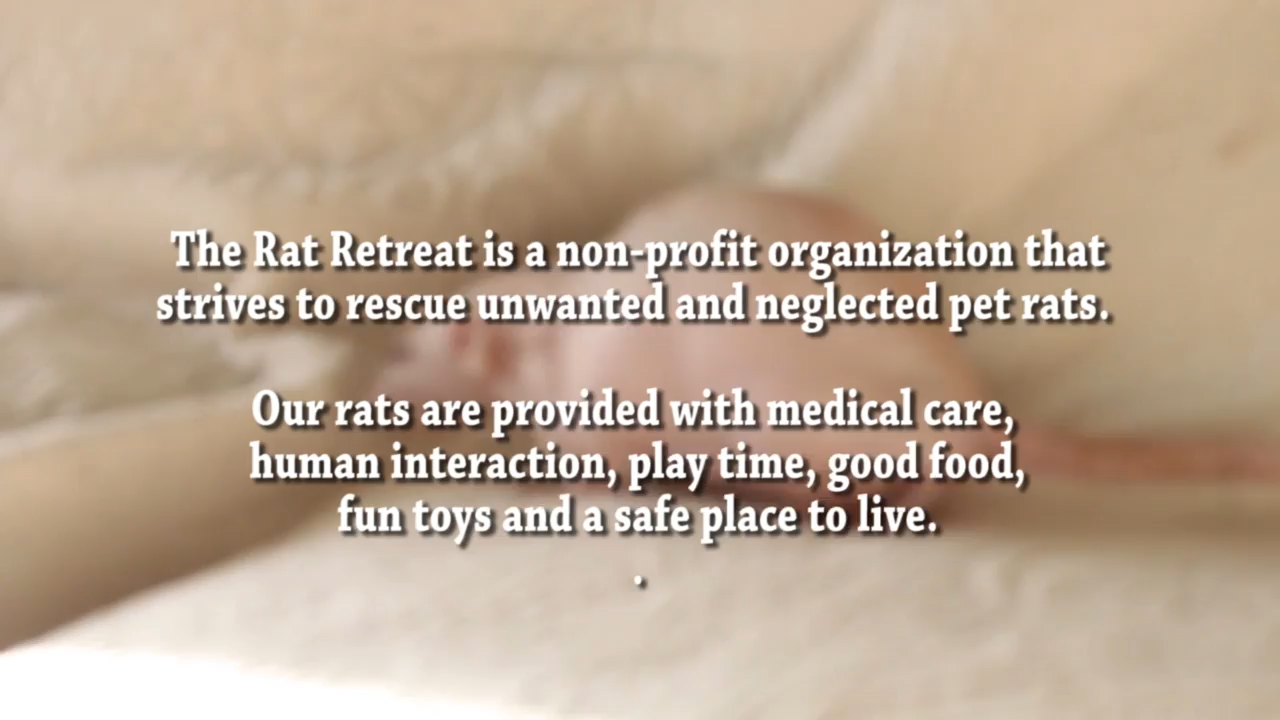 The Rat Retreat is a non-profit organization that
strives to rescue unwanted and neglected pet rats.
Our rats are provided with medical care,
human interaction, play time, good food,
fun toys and a safe place to live.
.